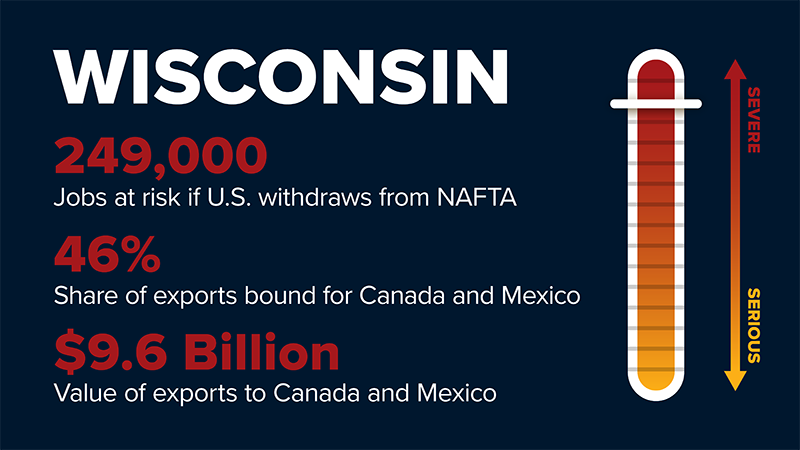 WISCONSIN
249,000
Jobs at risk if U.S. withdraws from NAFTA
46%
Share of exports bound for Canada and Mexico
$9.6 Billion
Value of exports to Canada and Mexico
SEVERE
SERIOUS